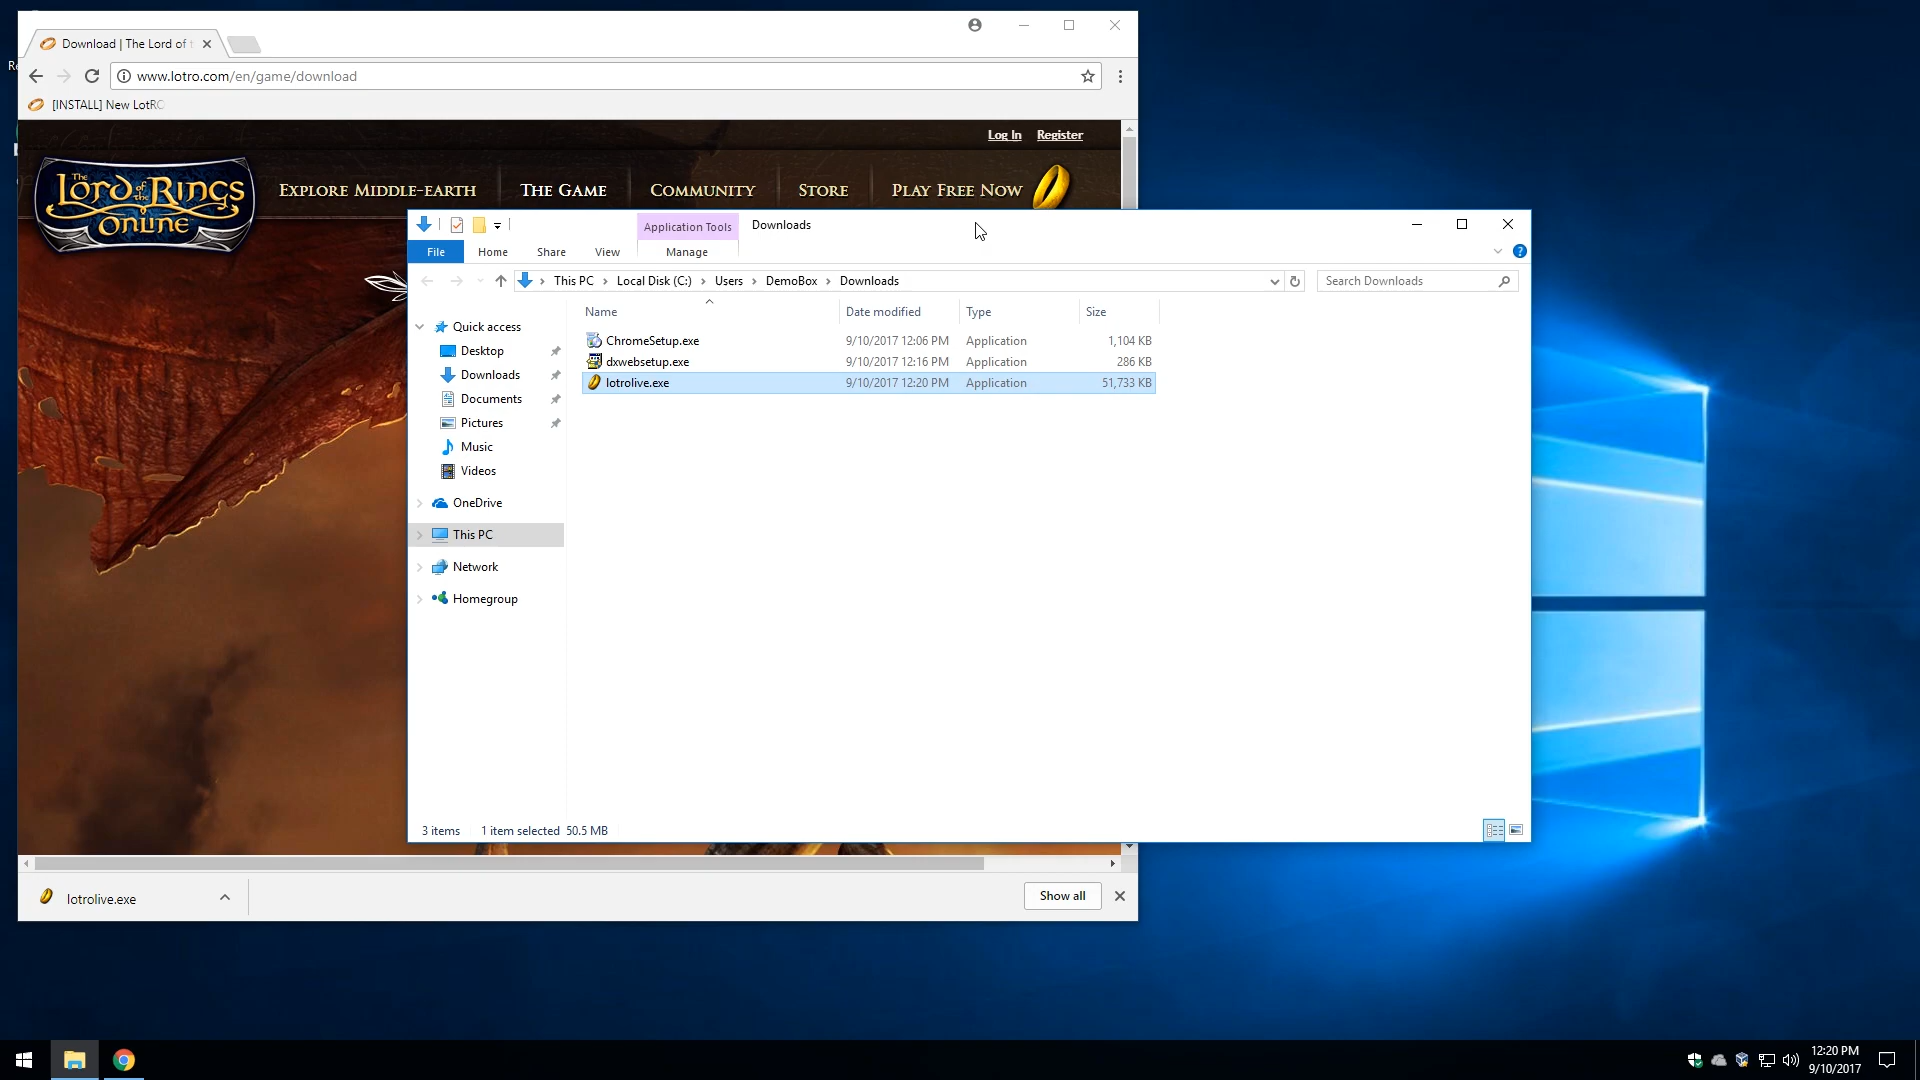 Download | The Lord of t
www.lotro.com/en/game/download
[INSTALL] New LotRO
Log In Register
The Lord of the Rings Online
Explore Middle-earth The Game Community Store Play Free Now
Application Tools Downloads
File Home Share View Manage
This PC > Local Disk (C:) > Users > DemoBox > Downloads
Search Downloads
Name Date modified Type Size
ChromeSetup.exe 9/10/2017 12:06 PM Application 1,104 KB
dxwebsetup.exe 9/10/2017 12:16 PM Application 286 KB
lotrolive.exe 9/10/2017 12:20 PM Application 51,733 KB
Quick access
Desktop
Downloads
Documents
Pictures
Music
Videos
OneDrive
This PC
Network
Homegroup
3 items 1 item selected 50.5 MB
lotrolive.exe
Show all
12:20 PM
9/10/2017